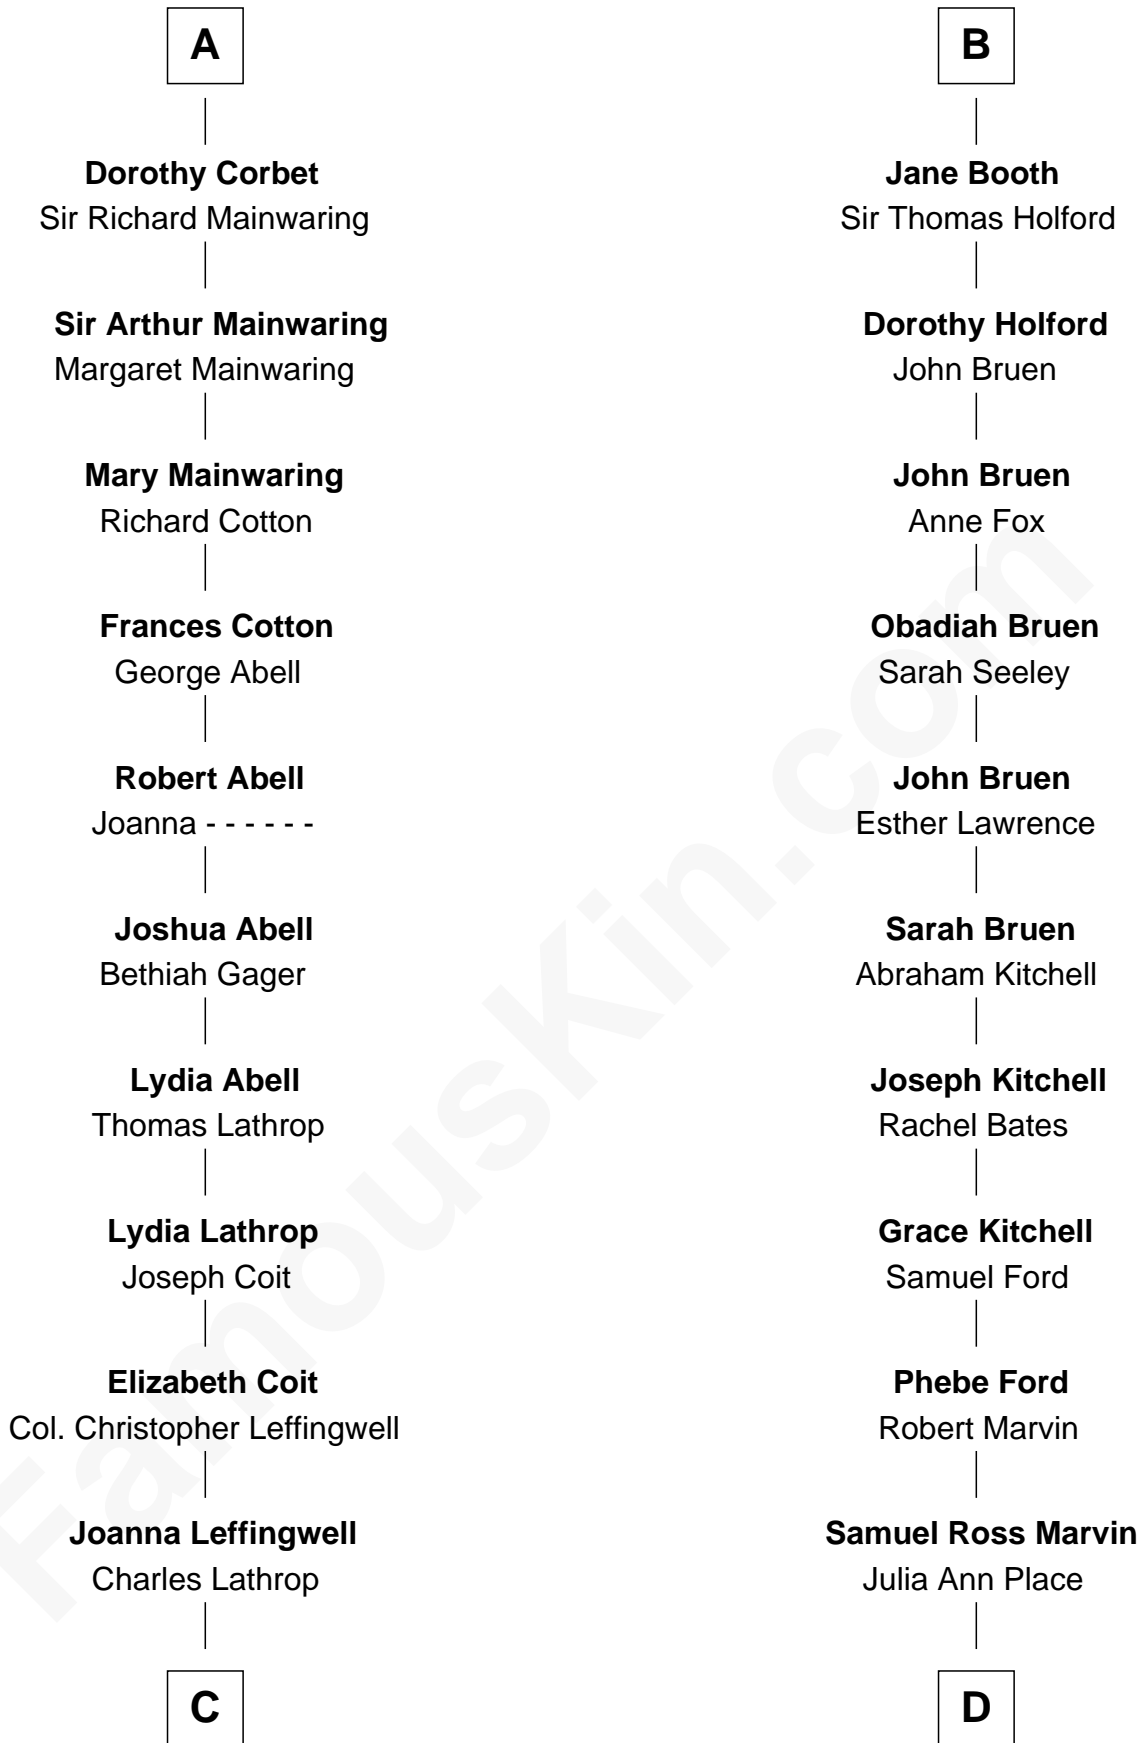 A
Dorothy Corbet
Sir Richard Mainwaring
Sir Arthur Mainwaring
Margaret Mainwaring
Mary Mainwaring
Richard Cotton
Frances Cotton
George Abell
Robert Abell
Joanna - - - - - -
Joshua Abell
Bethiah Gager
Lydia Abell
Thomas Lathrop
Lydia Lathrop
Joseph Coit
Elizabeth Coit
Col. Christopher Leffingwell
Joanna Leffingwell
Charles Lathrop
C
B
Jane Booth
Sir Thomas Holford
Dorothy Holford
John Bruen
John Bruen
Anne Fox
Obadiah Bruen
Sarah Seeley
John Bruen
Esther Lawrence
Sarah Bruen
Abraham Kitchell
Joseph Kitchell
Rachel Bates
Grace Kitchell
Samuel Ford
Phebe Ford
Robert Marvin
Samuel Ross Marvin
Julia Ann Place
D
FamousKin.com